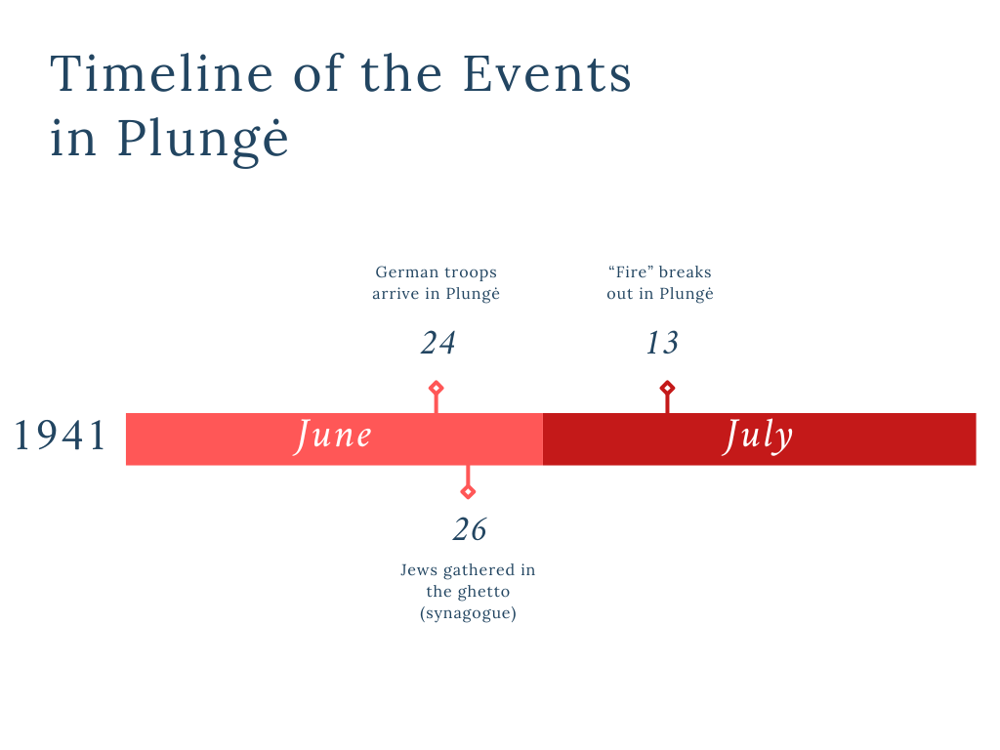 Timeline of the Events
in Plungė
German troops
arrive in Plungė
24
“Fire” breaks
out in Plungė
13
1941
June
July
26
Jews gathered in
the ghetto
(synagogue)